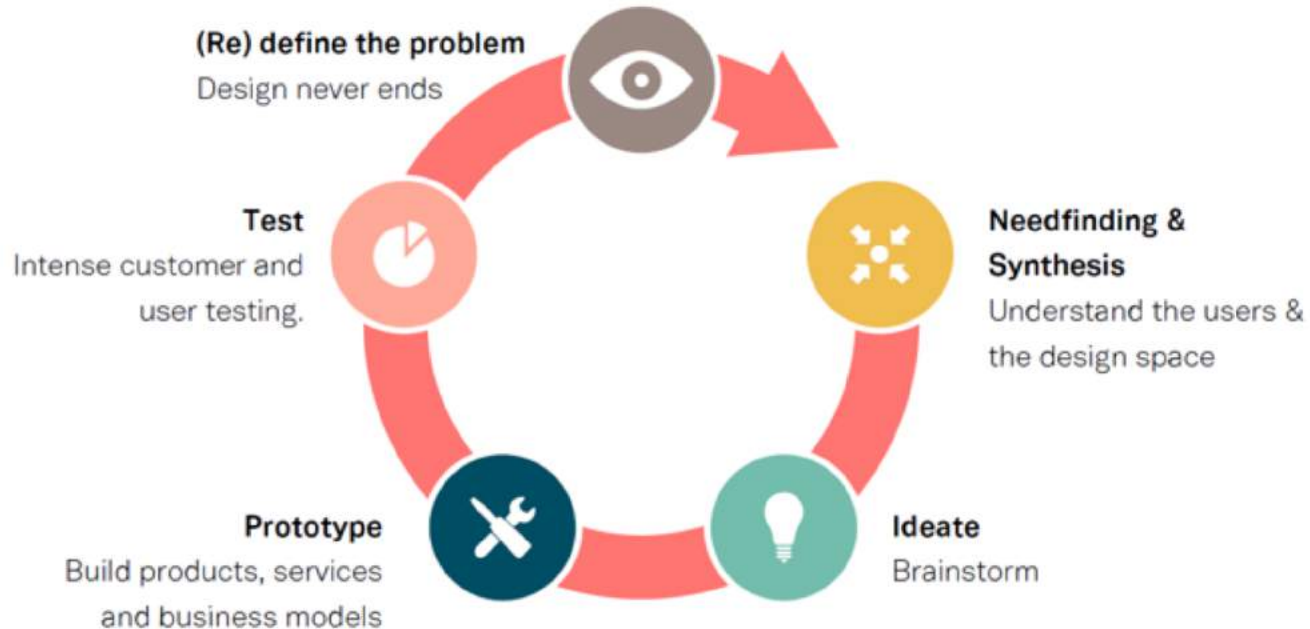 (Re) define the problem
Design never ends
Needfinding &
Synthesis
Understand the users &
the design space
Ideate
Brainstorm
Prototype
Build products, services
and business models
Test
Intense customer and
user testing.